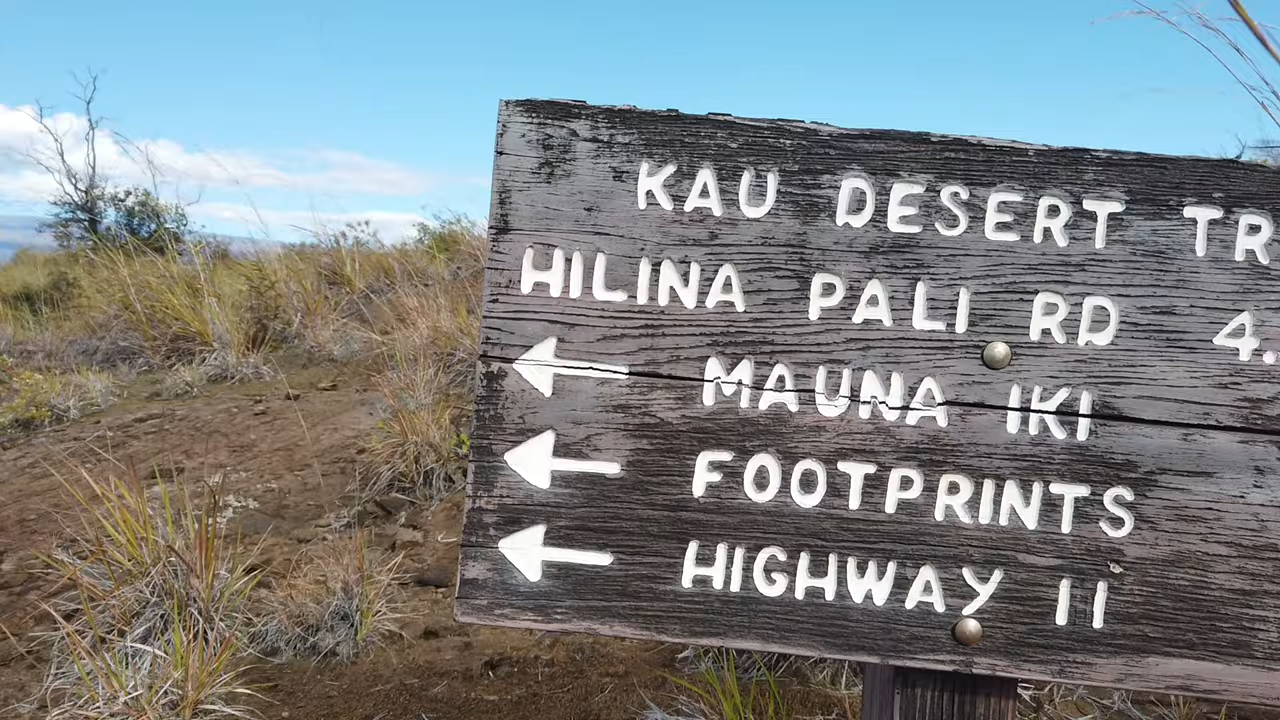 KAU DESERT TR
HILINA PALI RD 4.
MAUNA IKI
FOOTPRINTS
HIGHWAY 11